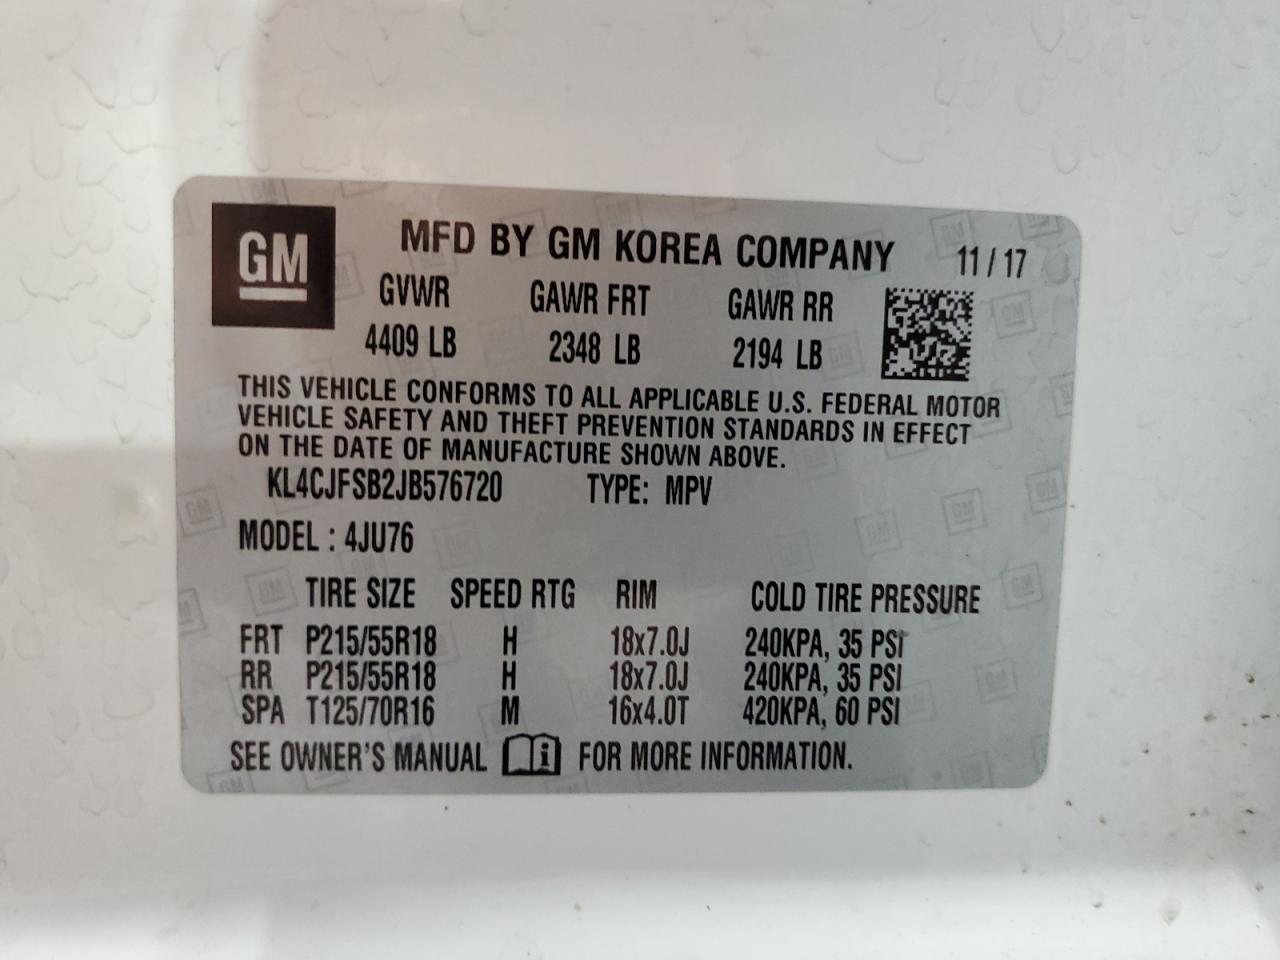 GM
MFD BY GM KOREA COMPANY 11/17
GVWR GAWR FRT GAWR RR
4409 LB 2348 LB 2194 LB
THIS VEHICLE CONFORMS TO ALL APPLICABLE U.S. FEDERAL MOTOR
VEHICLE SAFETY AND THEFT PREVENTION STANDARDS IN EFFECT
ON THE DATE OF MANUFACTURE SHOWN ABOVE.
KL4CJFSB2JB576720 TYPE: MPV
MODEL : 4JU76
TIRE SIZE SPEED RTG RIM COLD TIRE PRESSURE
FRT P215/55R18 H 18x7.0J 240KPA, 35 PSI
RR P215/55R18 H 18x7.0J 240KPA, 35 PSI
SPA T125/70R16 M 16x4.0T 420KPA, 60 PSI
SEE OWNER'S MANUAL i FOR MORE INFORMATION.